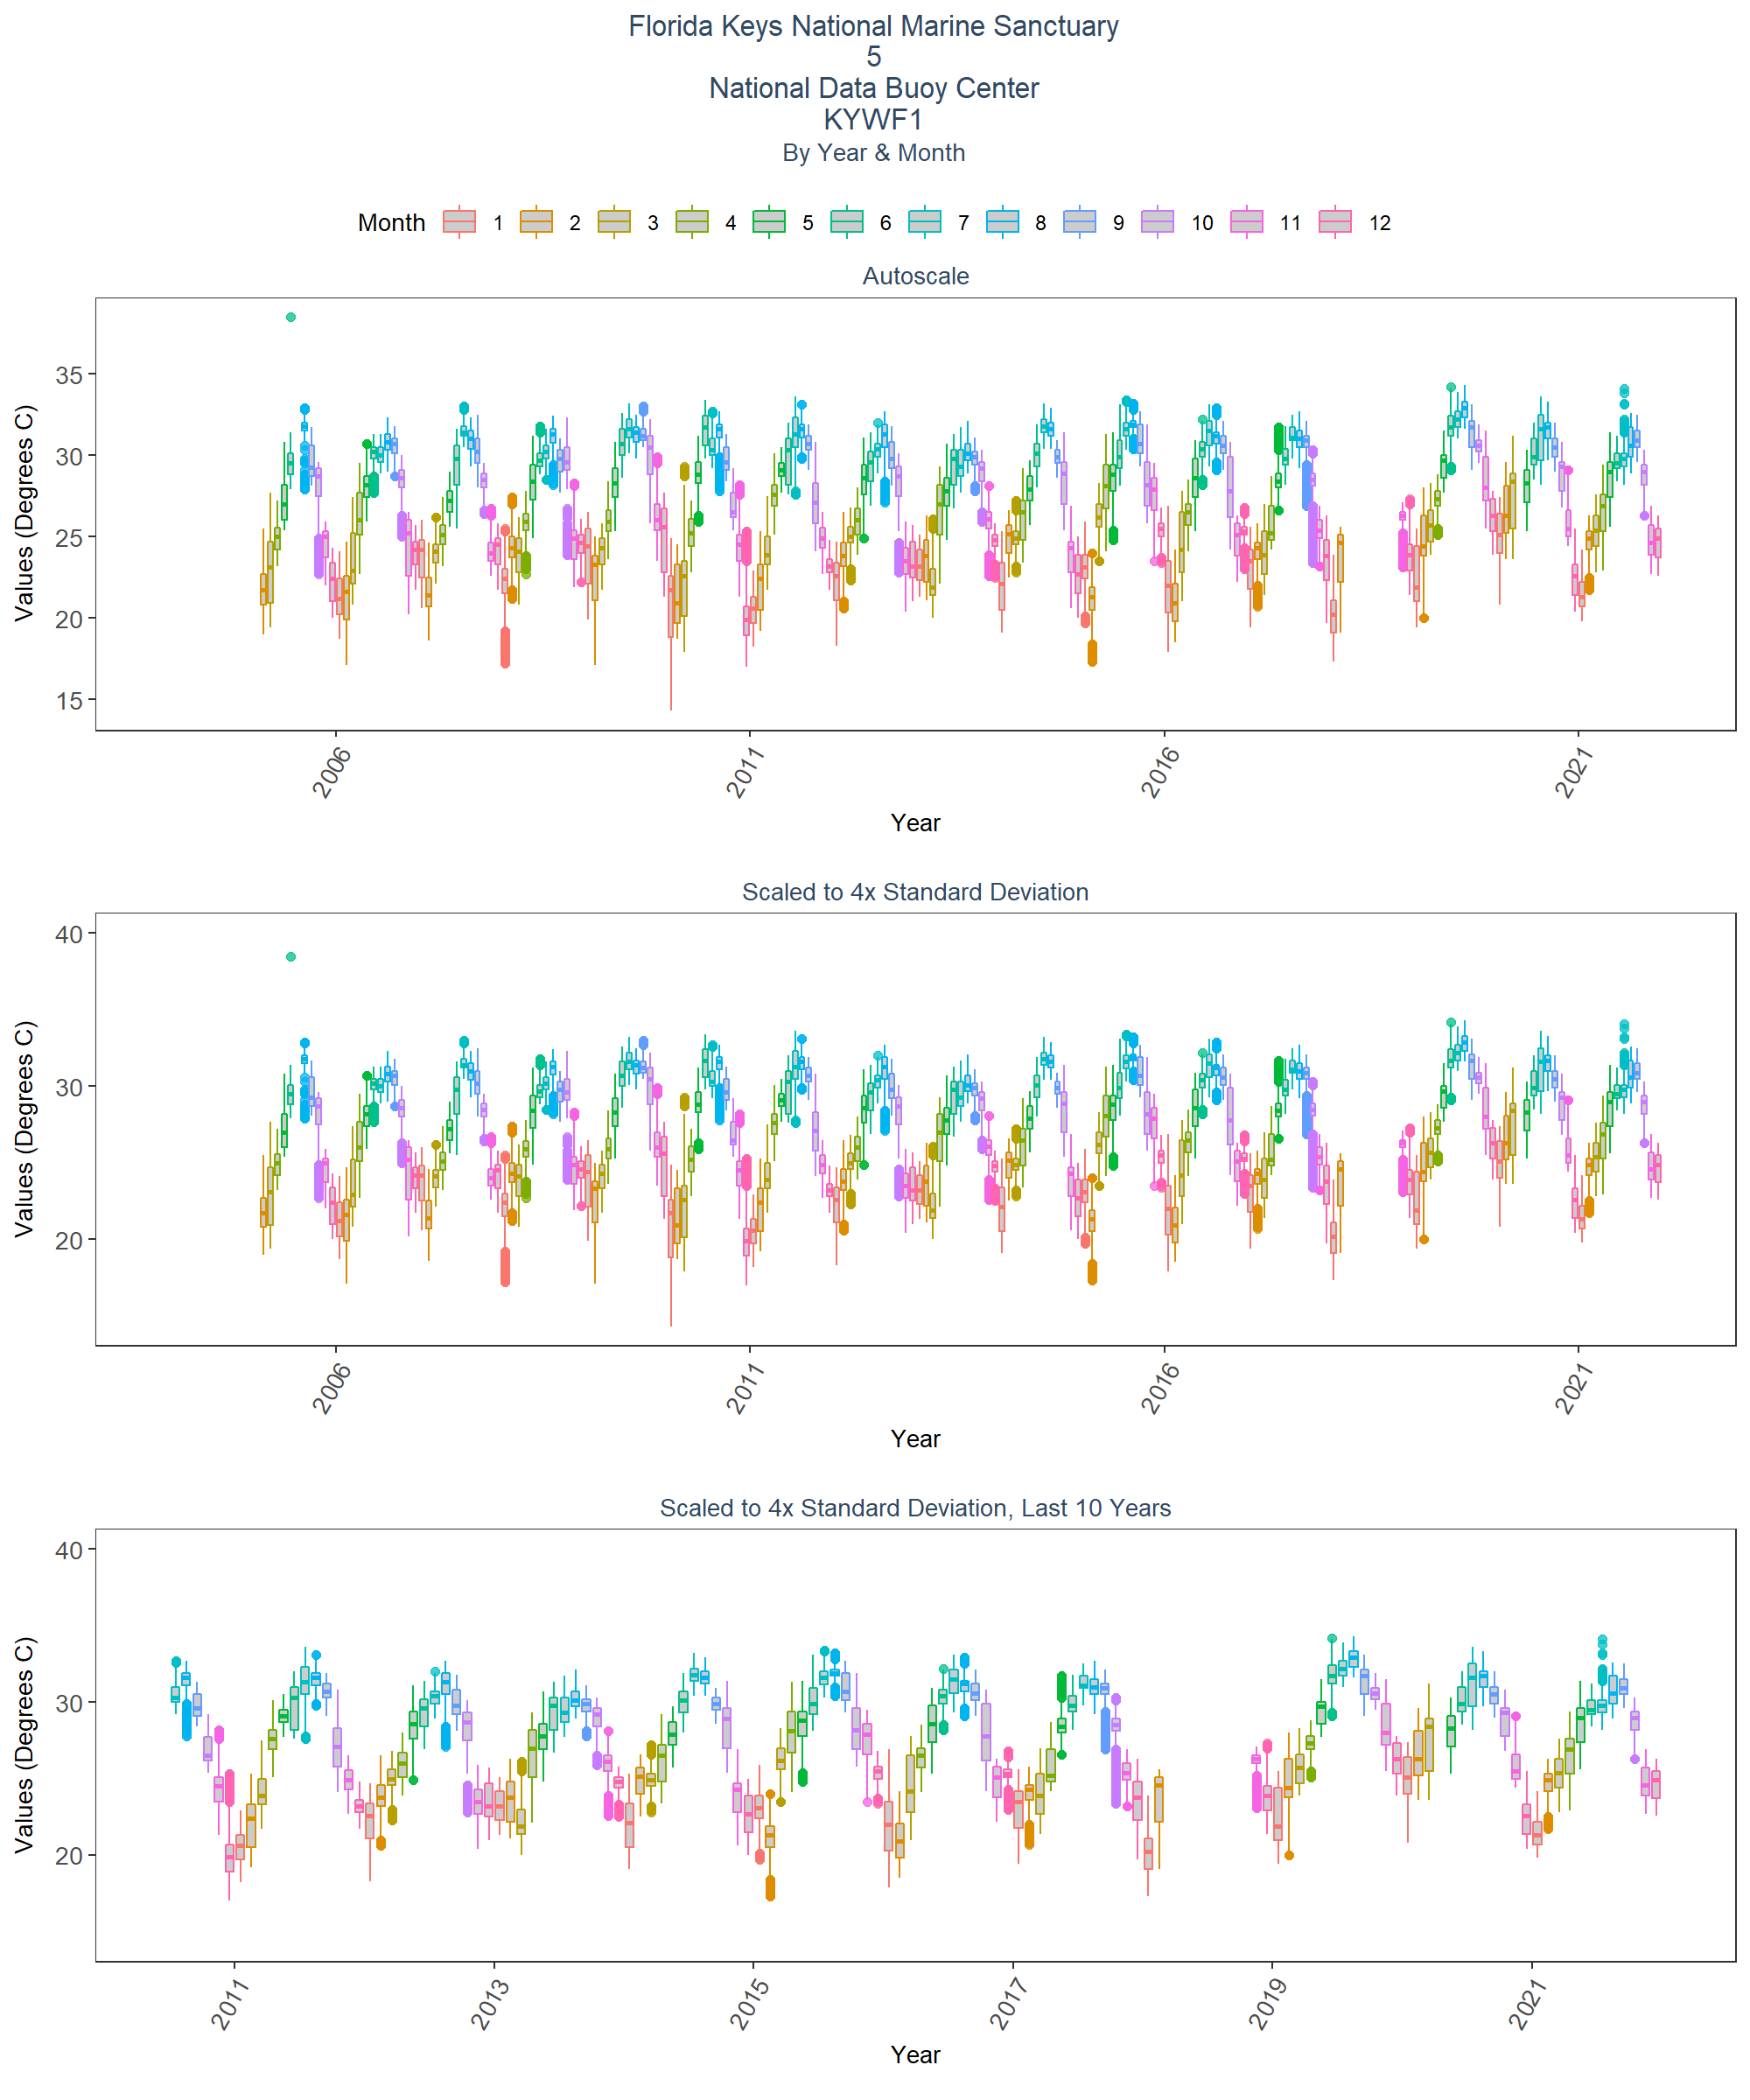 Florida Keys National Marine Sanctuary
5
National Data Buoy Center
KYWF1
By Year & Month
Month 1 2 3 4 5 6 7 8 9 10 11 12
Autoscale
35
30
25
20
15
Values (Degrees C)
2006 2011 2016 2021
Year
Scaled to 4x Standard Deviation
40
30
20
Values (Degrees C)
2006 2011 2016 2021
Year
Scaled to 4x Standard Deviation, Last 10 Years
40
30
20
Values (Degrees C)
2011 2013 2015 2017 2019 2021
Year